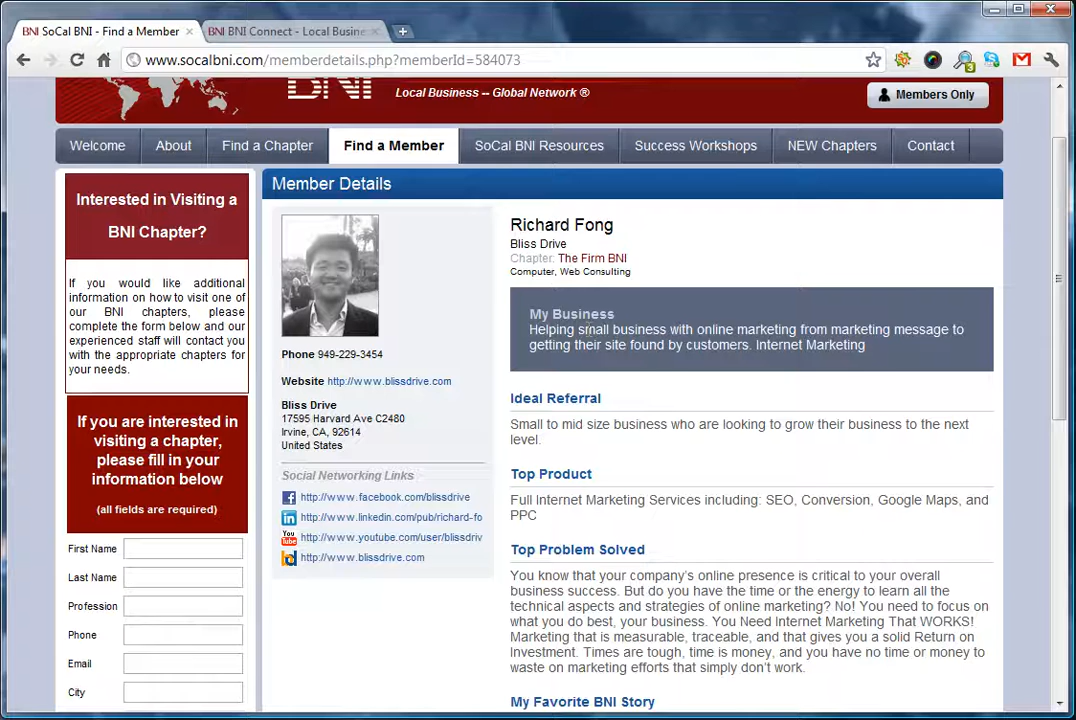 BNI SoCal BNI - Find a Member
BNI BNI Connect - Local Busine
www.socalbni.com/memberdetails.php?memberId=584073
3
BNI
Local Business -- Global Network ®
Members Only
Welcome
About
Find a Chapter
Find a Member
SoCal BNI Resources
Success Workshops
NEW Chapters
Contact
Interested in Visiting a
BNI Chapter?
If you would like additional
information on how to visit one of
our BNI chapters, please
complete the form below and our
experienced staff will contact you
with the appropriate chapters for
your needs.
If you are interested in
visiting a chapter,
please fill in your
information below
(all fields are required)
First Name
Last Name
Profession
Phone
Email
City
Member Details
Phone 949-229-3454
Website http://www.blissdrive.com
Bliss Drive
17595 Harvard Ave C2480
Irvine, CA, 92614
United States
Social Networking Links
http://www.facebook.com/blissdrive
http://www.linkedin.com/pub/richard-fo
You Tube http://www.youtube.com/user/blissdriv
http://www.blissdrive.com
Richard Fong
Bliss Drive
Chapter: The Firm BNI
Computer, Web Consulting
My Business
Helping small business with online marketing from marketing message to
getting their site found by customers. Internet Marketing
Ideal Referral
Small to mid size business who are looking to grow their business to the next
level.
Top Product
Full Internet Marketing Services including: SEO, Conversion, Google Maps, and
PPC
Top Problem Solved
You know that your company's online presence is critical to your overall
business success. But do you have the time or the energy to learn all the
technical aspects and strategies of online marketing? No! You need to focus on
what you do best, your business. You Need Internet Marketing That WORKS!
Marketing that is measurable, traceable, and that gives you a solid Return on
Investment. Times are tough, time is money, and you have no time or money to
waste on marketing efforts that simply don't work.
My Favorite BNI Story